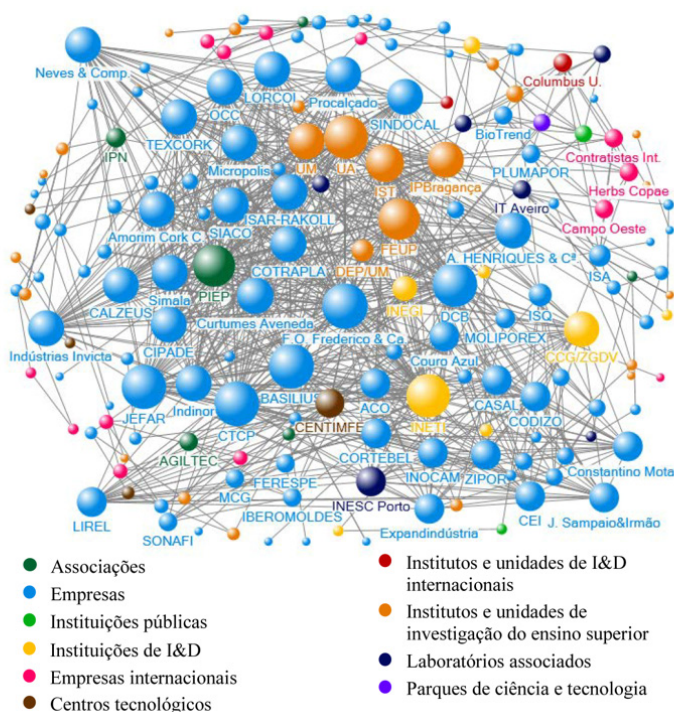 Neves & Comp.
LORCOL
Procalçado
OCC
SINDOCAL
Columbus U.
TEXCORK
BioTrend
IPN
Micropolis
UM
UA
IST
IPBragança
PLUMAPOR
Contratistas Int.
Herbs Copae
SIACO
ISAR-RAKOLL
IT Aveiro
Campo Oeste
Amorim Cork C.
FEUP
COTRAPLA
DEP/UM
A. HENRIQUES & Cª.
ISA
PIEP
Simala
INEGI
CALZEUS
Curtumes Aveneda
DCB
ISQ
MOLIPOREX
F.O. Frederico & Ca.
CIPADE
Indústrias Invicta
Couro Azul
CCG/ZGDV
BASILIUS
JEFAR
Indinor
ACO
CASAL
CTCP
CENTIMFE
INETI
CODIZO
AGILTEC
CORTEBEL
FERESPE
INOCAM
ZIPOR
Constantino Mota
MCG
INESC Porto
LIREL
IBEROMOLDES
SONAFI
Expandindústria
CEI
J. Sampaio&Irmão
Associações
Empresas
Instituições públicas
Instituições de I&D
Empresas internacionais
Centros tecnológicos
Institutos e unidades de I&D
internacionais
Institutos e unidades de
investigação do ensino superior
Laboratórios associados
Parques de ciência e tecnologia